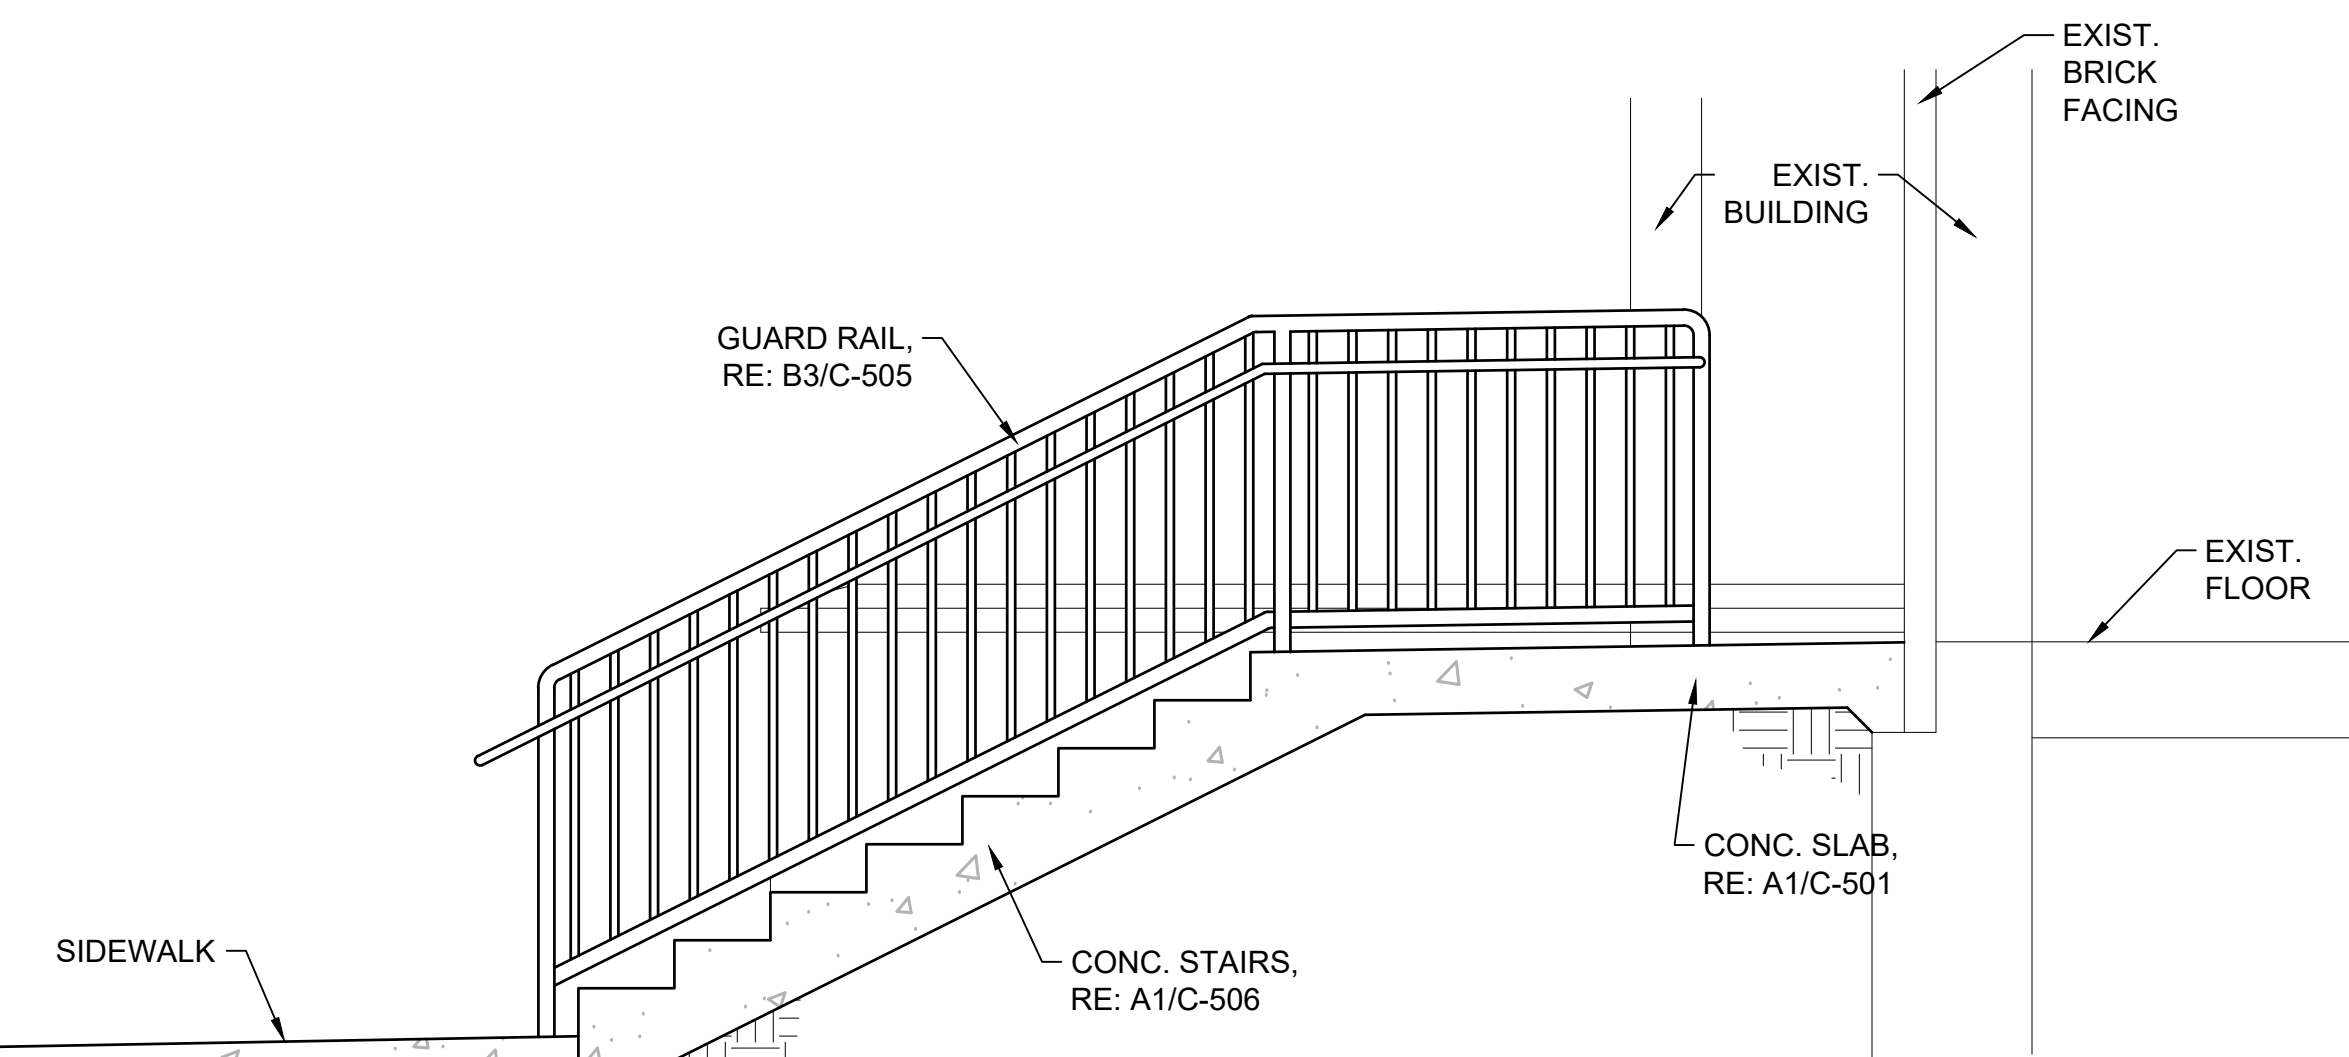 EXIST.
BRICK
FACING
EXIST.
BUILDING
GUARD RAIL,
RE: B3/C-505
EXIST.
FLOOR
CONC. SLAB,
RE: A1/C-501
SIDEWALK
CONC. STAIRS,
RE: A1/C-506